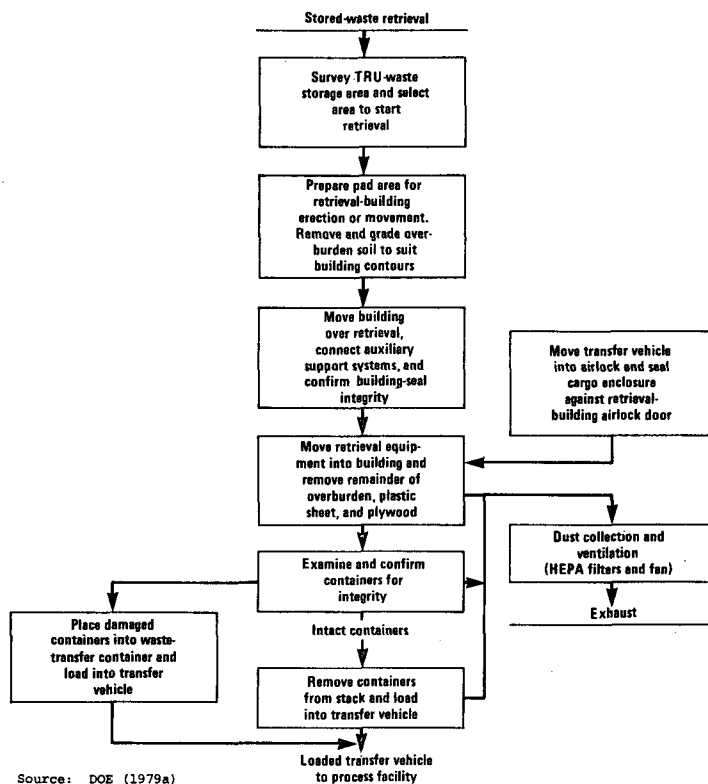 Stored-waste retrieval
Survey TRU-waste
storage area and select
area to start
retrieval
Prepare pad area for
retrieval-building
erection or movement.
Remove and grade over-
burden soil to suit
building contours
Move building
over retrieval,
connect auxiliary
support systems, and
confirm building-seal
integrity
Move transfer vehicle
into airlock and seal
cargo enclosure
against retrieval-
building airlock door
Move retrieval equip-
ment into building and
remove remainder of
overburden, plastic
sheet, and plywood
Dust collection and
ventilation
(HEPA filters and fan)
Exhaust
Examine and confirm
containers for
integrity
Place damaged
containers into waste-
transfer container and
load into transfer
vehicle
Intact containers
Remove containers
from stack and load
into transfer vehicle
Loaded transfer vehicle
to process facility
Source: DOE (1979a)